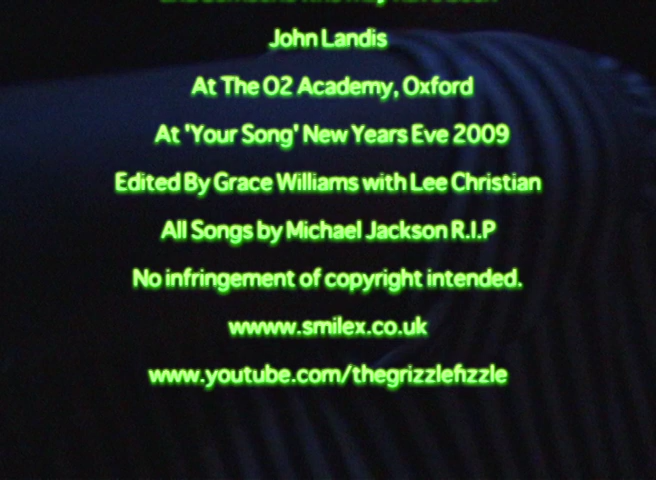 John Landis
At The O2 Academy, Oxford
At 'Your Song' New Years Eve 2009
Edited By Grace Williams with Lee Christian
All Songs by Michael Jackson R.I.P
No infringement of copyright intended.
wwww.smilex.co.uk
www.youtube.com/thegrizzlefizzle